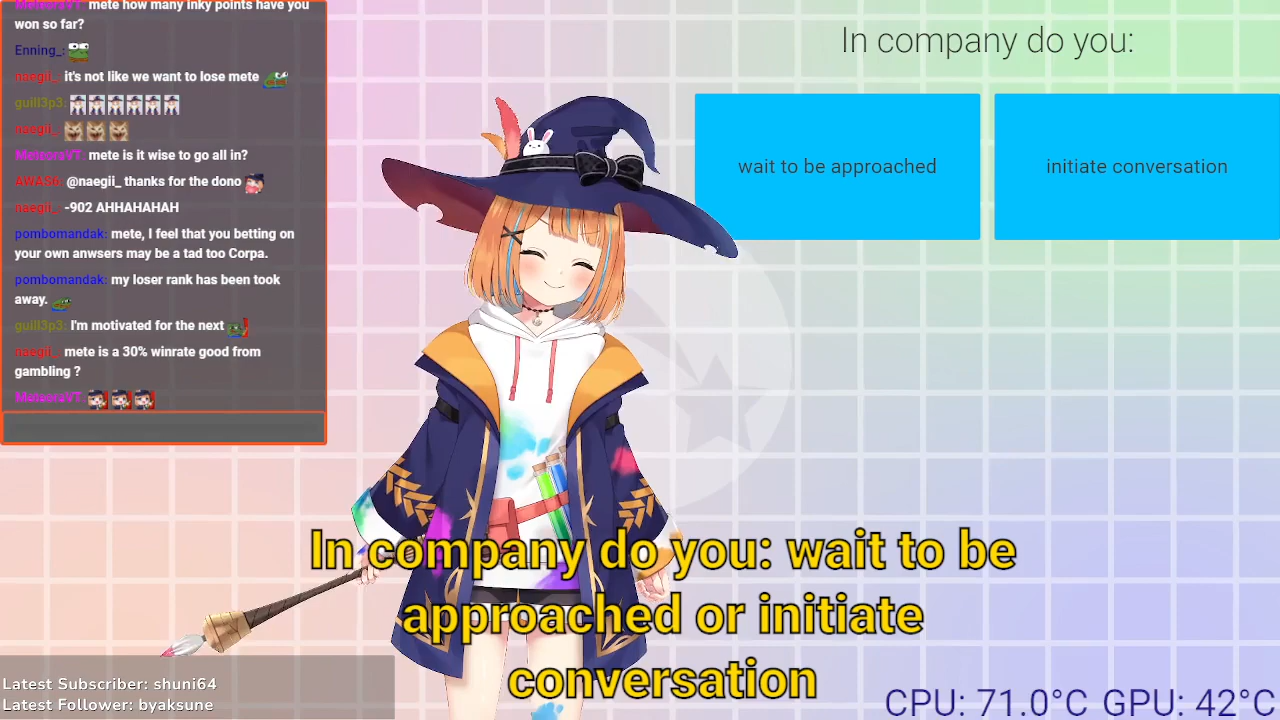 MeteoraVT: mete how many inky points have you
won so far?
Enning_:
naegii_: it's not like we want to lose mete
guill3p3:
naegii_:
MeteoraVT: mete is it wise to go all in?
AWAS6: @naegii_ thanks for the dono
naegii_: -902 AHHAHAHAH
pombomandak: mete, I feel that you betting on
your own anwsers may be a tad too Corpa.
pombomandak: my loser rank has been took
away.
guill3p3: I'm motivated for the next
naegii_: mete is a 30% winrate good from
gambling ?
MeteoraVT:
In company do you:
wait to be approached
initiate conversation
In company do you: wait to be
approached or initiate
conversation
Latest Subscriber: shuni64
Latest Follower: byaksune
CPU: 71.0°C GPU: 42°C